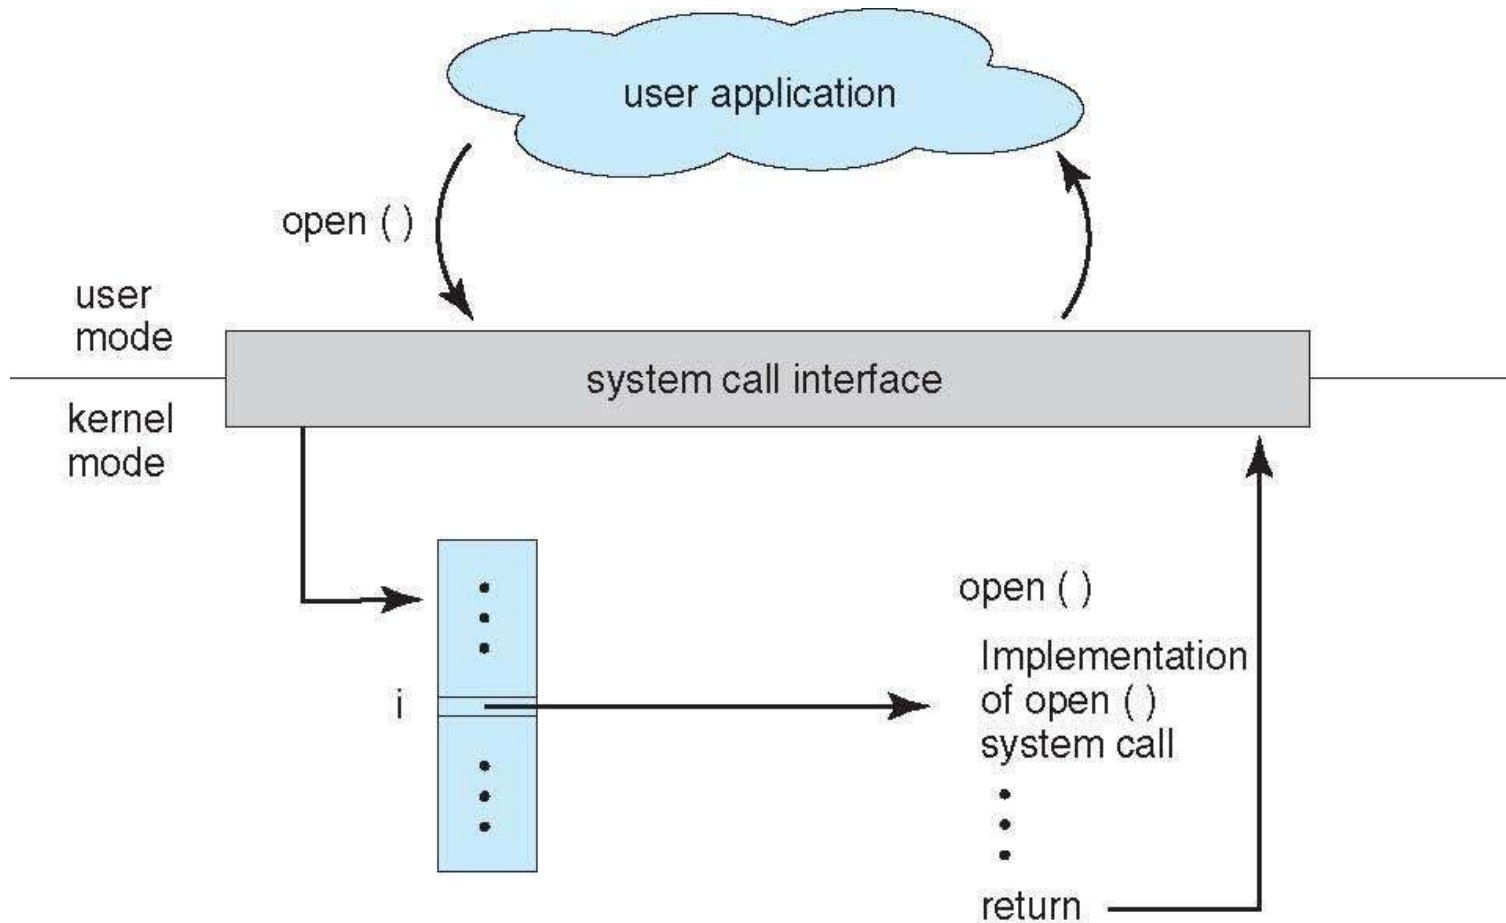 user application
open ( )
user
mode
system call interface
kernel
mode
open ( )
Implementation
of open ( )
system call
i
return